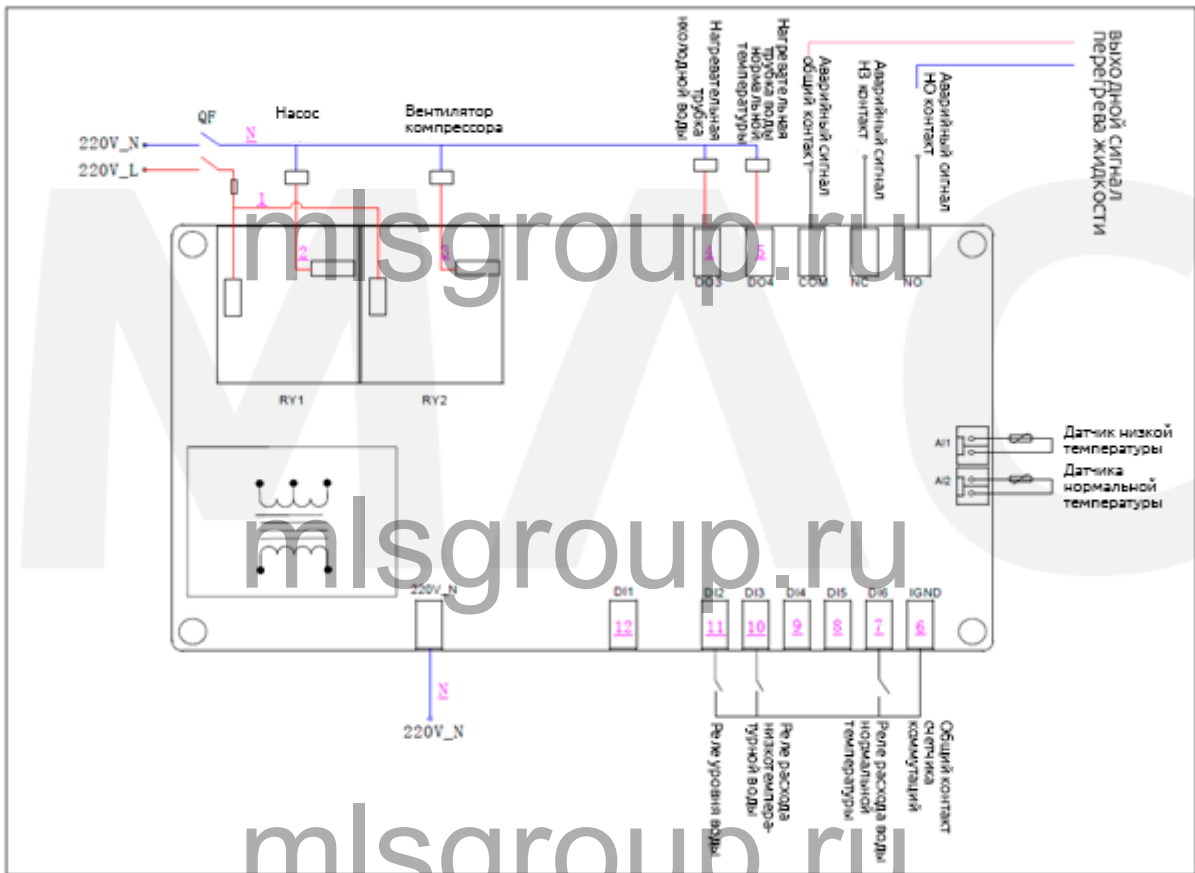 QF
Насос
Вентилятор
компрессора
220V_N
220V_L
N
1
Нагревательная
трубка
холодной воды
Нагревательная
трубка воды
нормальной
температуры
Аварийный сигнал
общий контакт
Аварийный сигнал
НЗ контакт
Аварийный сигнал
НО контакт
ВЫХОДНОЙ СИГНАЛ
перегрева жидкости
mlsgroup.ru
2
3
4
5
DO3
DO4
COM
NC
NO
RY1
RY2
AI1
Датчик низкой
температуры
AI2
Датчика
нормальной
температуры
MAC
mlsgroup.ru
220V_N
DI1
DI2
DI3
DI4
DI5
DI6
IGND
12
11
10
9
8
7
6
N
220V_N
Реле уровня воды
Реле расхода
низкотемпера-
турной воды
Реле расхода воды
нормальной
температуры
Общий контакт
счетчика
коммутаций
mlsgroup.ru